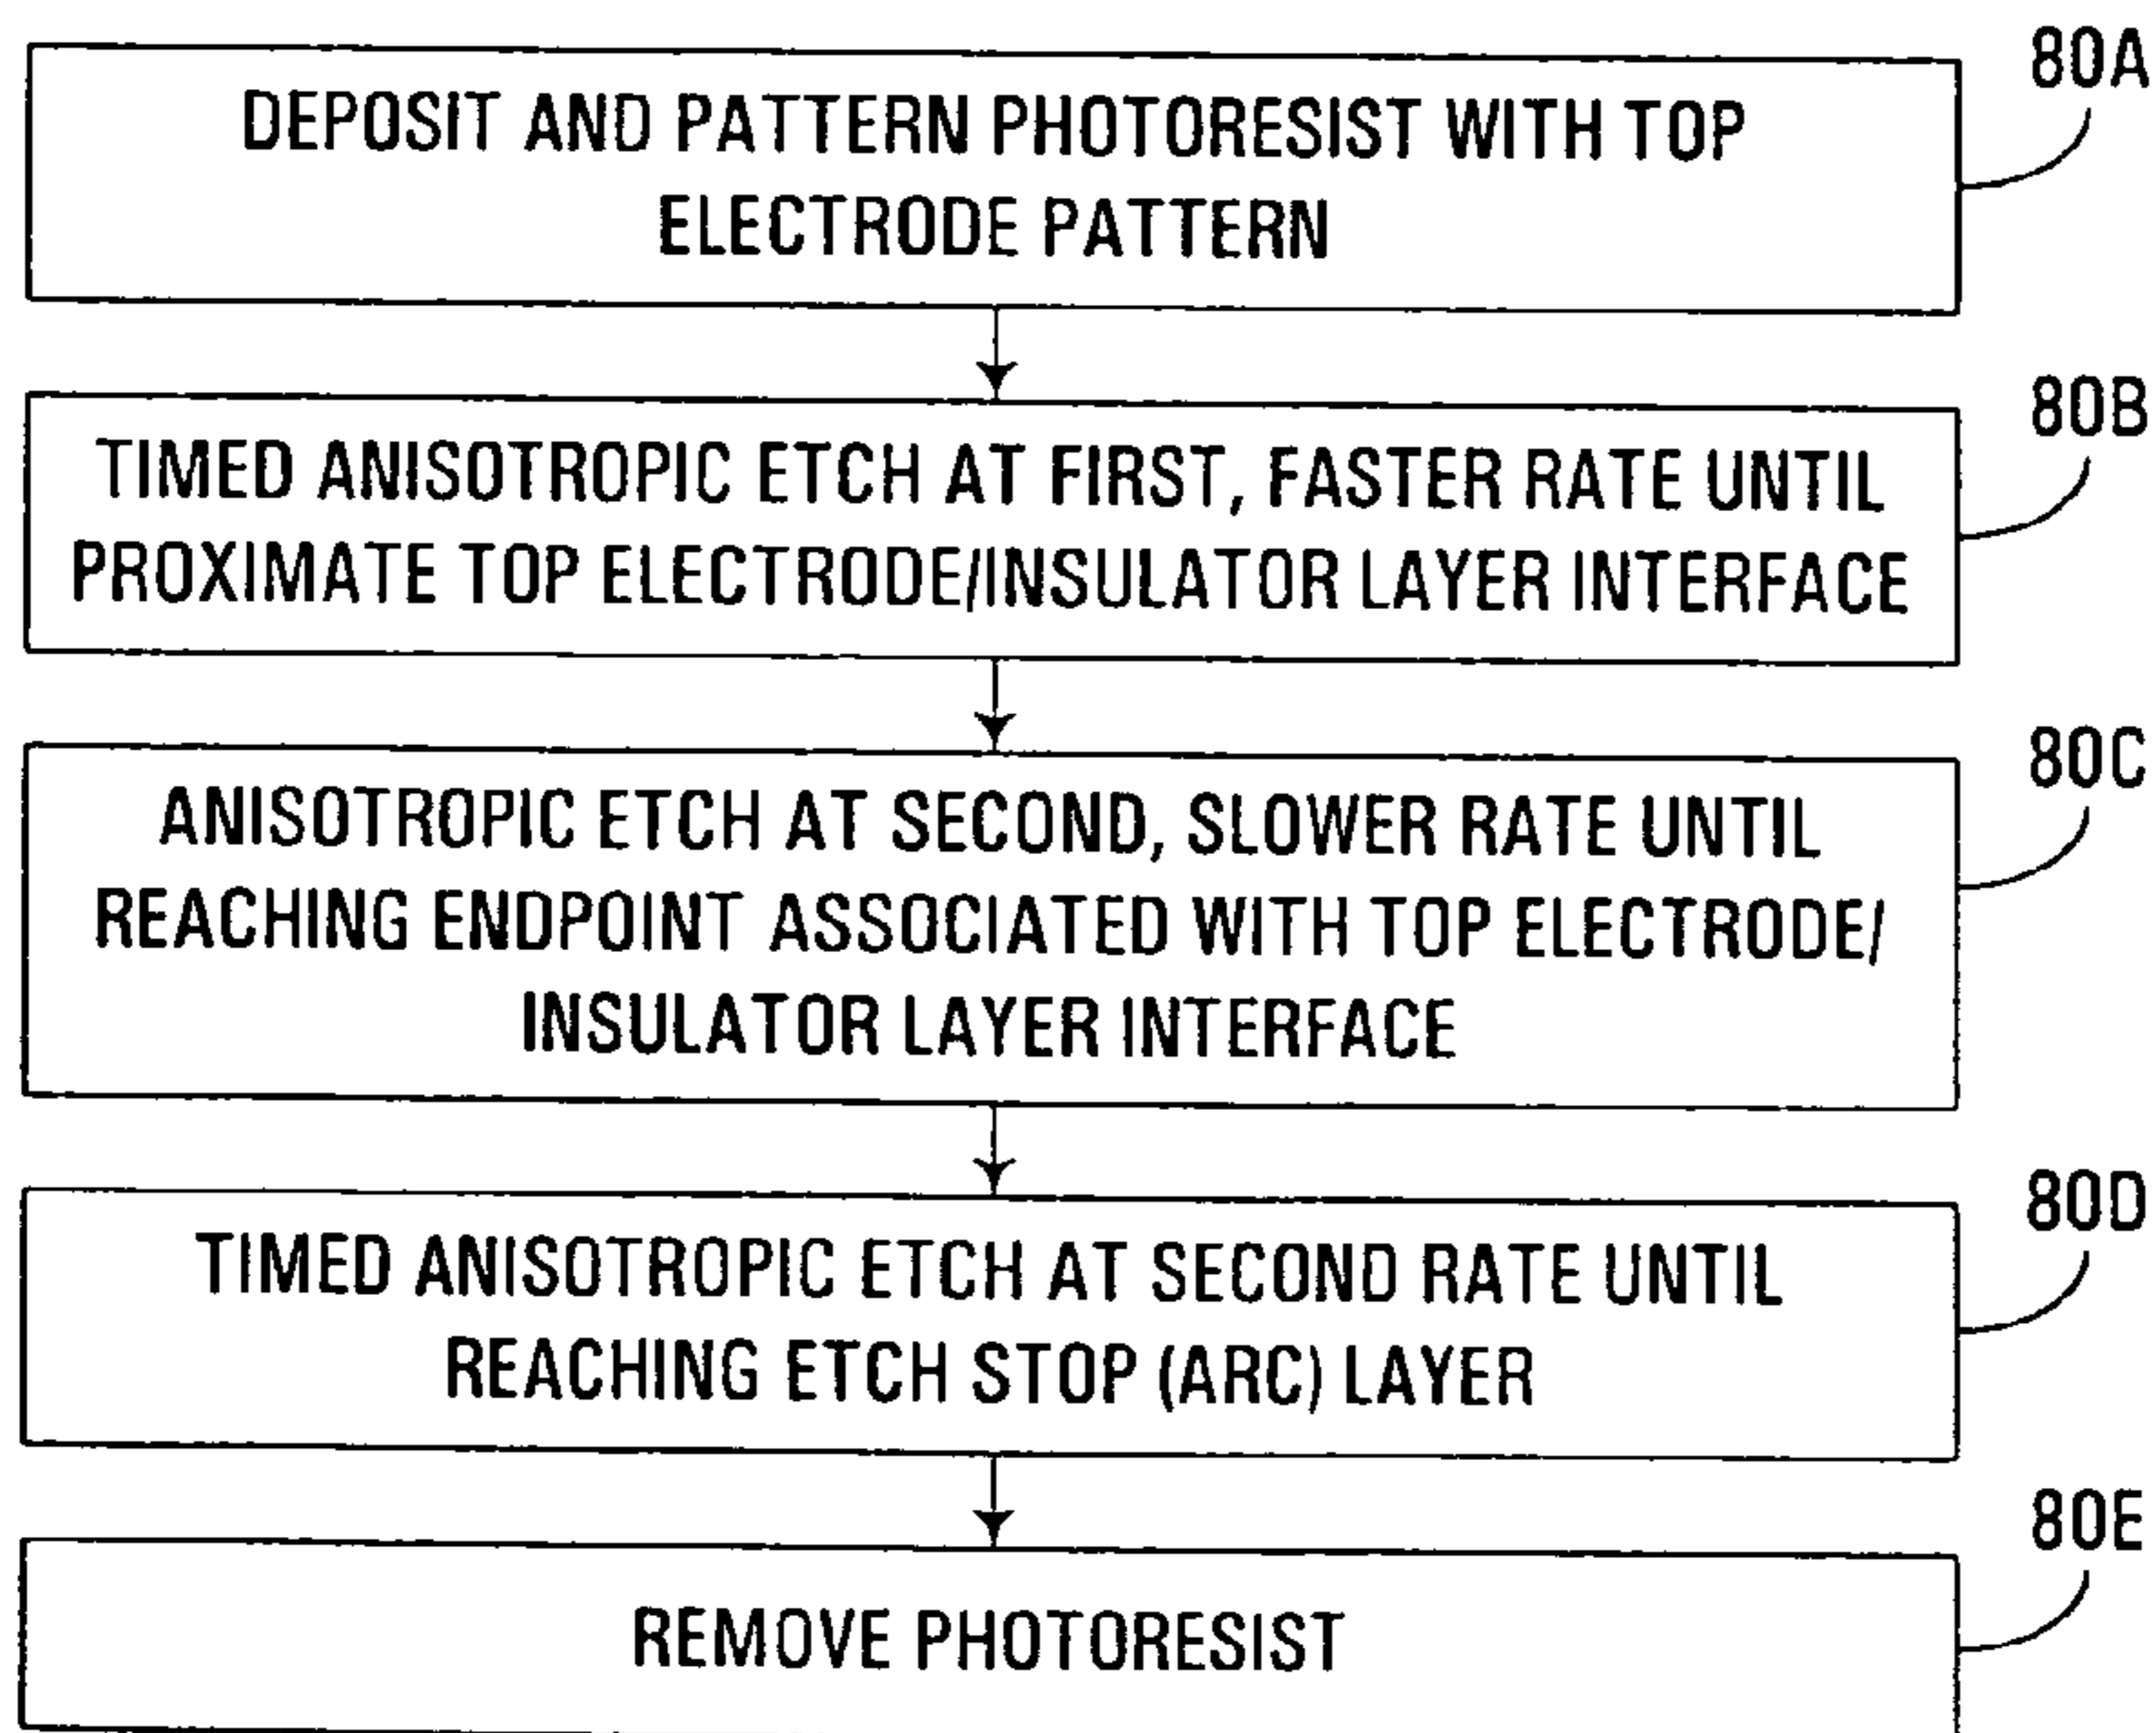 80A
DEPOSIT AND PATTERN PHOTORESIST WITH TOP
ELECTRODE PATTERN
80B
TIMED ANISOTROPIC ETCH AT FIRST, FASTER RATE UNTIL
PROXIMATE TOP ELECTRODE/INSULATOR LAYER INTERFACE
80C
ANISOTROPIC ETCH AT SECOND, SLOWER RATE UNTIL
REACHING ENDPOINT ASSOCIATED WITH TOP ELECTRODE/
INSULATOR LAYER INTERFACE
80D
TIMED ANISOTROPIC ETCH AT SECOND RATE UNTIL
REACHING ETCH STOP (ARC) LAYER
80E
REMOVE PHOTORESIST